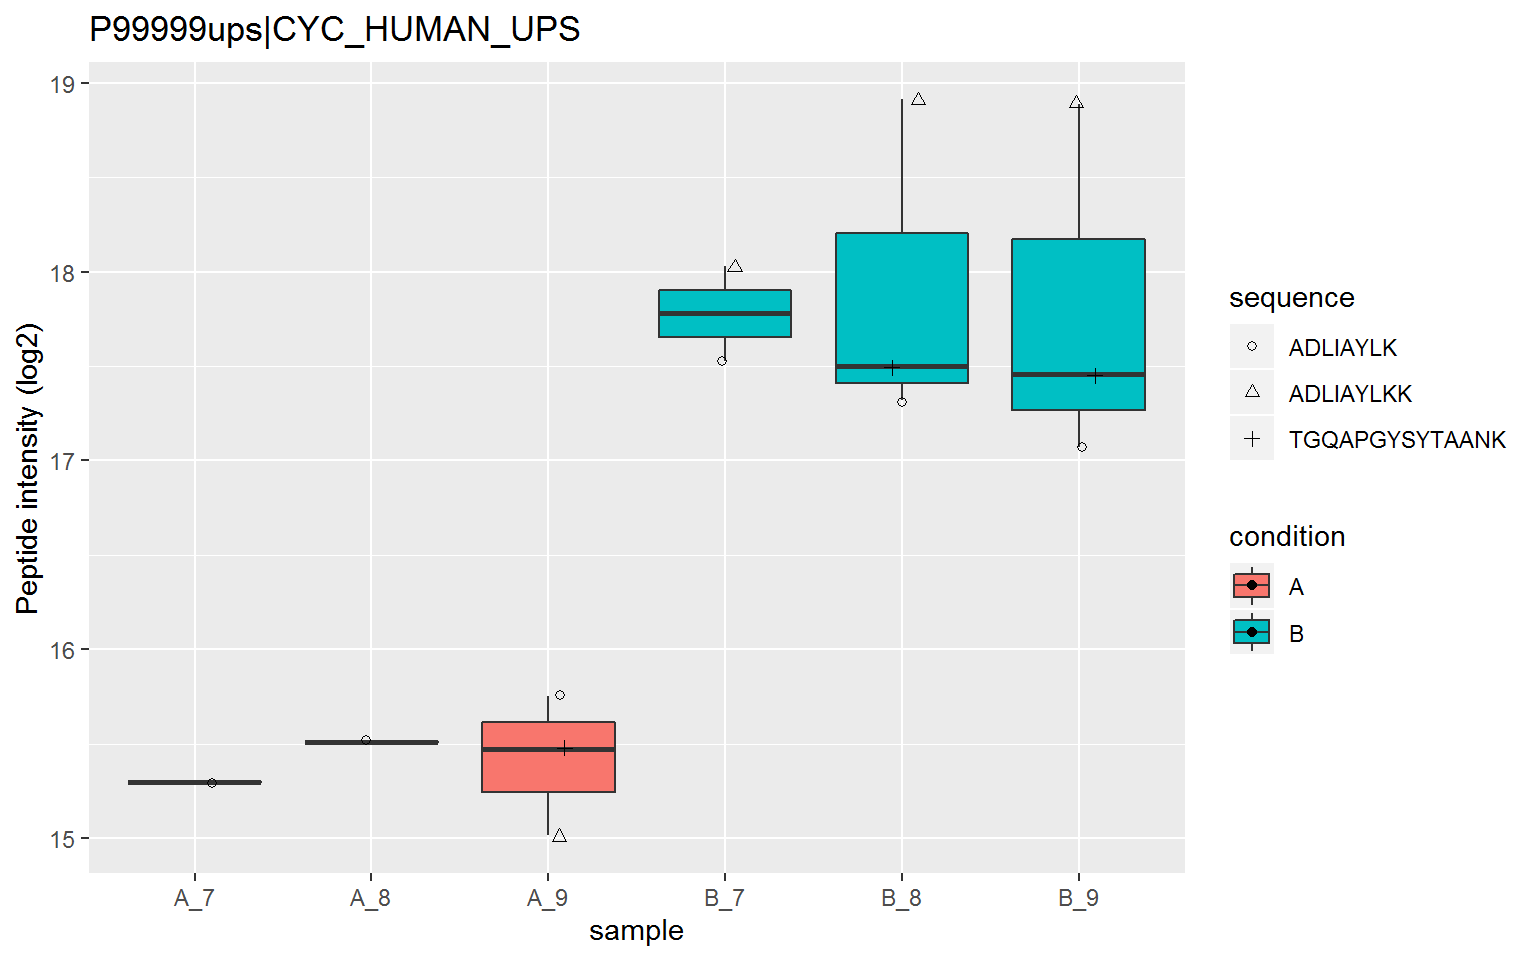 P99999ups|CYC_HUMAN_UPS
Peptide intensity (log2)
19
18
17
16
15
A_7 A_8 A_9 B_7 B_8 B_9
sample
sequence
ADLIAYLK
ADLIAYLKK
TGQAPGYSYTAANK
condition
A
B